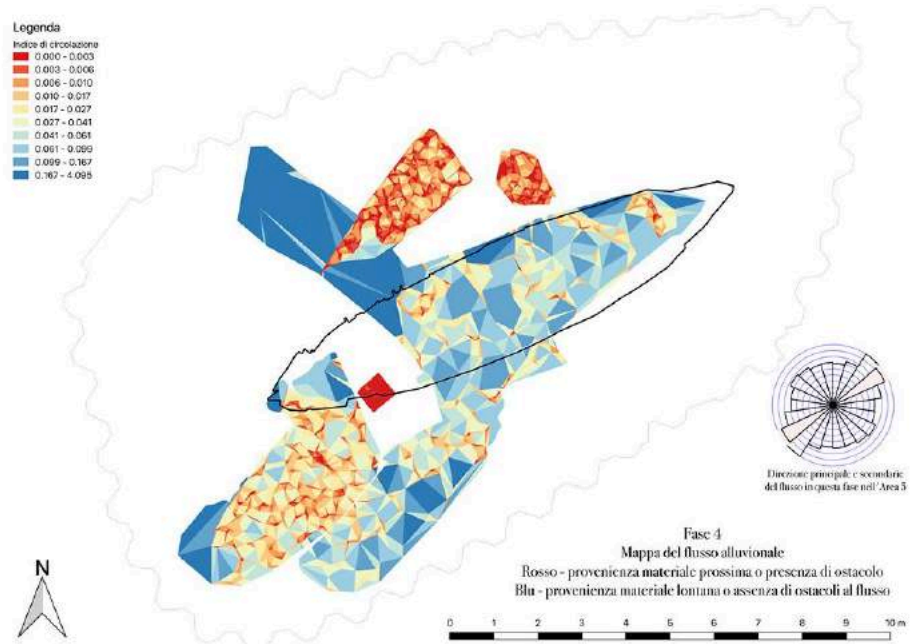 Legenda
Indice di circolazione
0.000 - 0.003
0.003 - 0.006
0.006 - 0.010
0.010 - 0.017
0.017 - 0.027
0.027 - 0.041
0.041 - 0.061
0.061 - 0.099
0.099 - 0.167
0.167 - 4.095
Direzione principale e secondarie
del flusso in questa fase nell'Area 5
Fase 4
Mappa del flusso alluvionale
Rosso - provenienza materiale prossima o presenza di ostacolo
Blu - provenienza materiale lontana o assenza di ostacoli al flusso
N
0 1 2 3 4 5 6 7 8 9 10 m